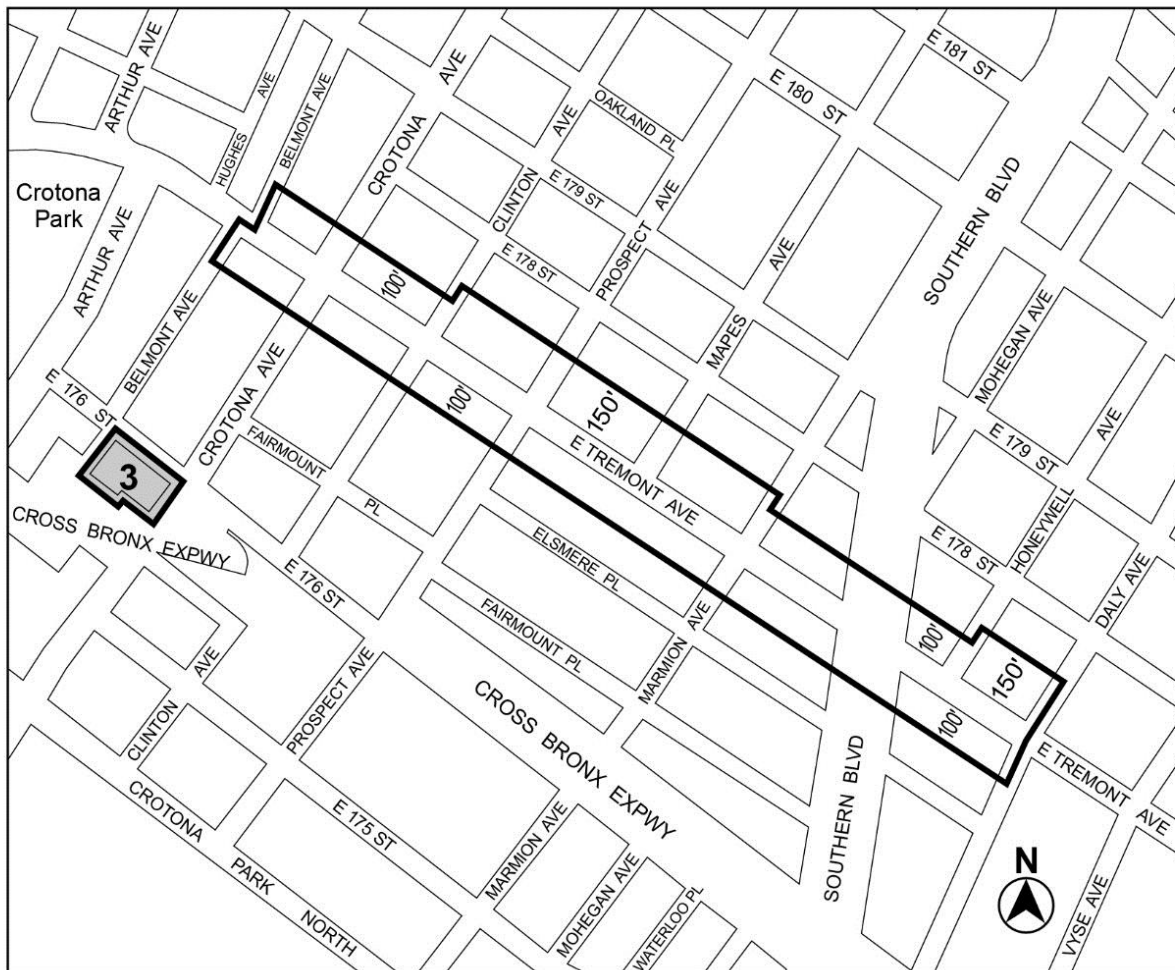 ARTHUR AVE
HUGHES AVE
BELMONT AVE
CROTONA AVE
CLINTON AVE
OAKLAND PL
E 180 ST
E 181 ST
Crotona
Park
ARTHUR AVE
BELMONT AVE
CROTONA AVE
E 179 ST
E 178 ST
PROSPECT AVE
MAPES AVE
SOUTHERN BLVD
MOHEGAN AVE
E 179 ST
HONEYWELL AVE
E 178 ST
DALY AVE
100'
100'
150'
E TREMONT AVE
E 176 ST
3
FAIRMOUNT PL
CROSS BRONX EXPWY
E 176 ST
ELSMERE PL
FAIRMOUNT PL
MARMION AVE
100'
150'
100'
E TREMONT AVE
CLINTON AVE
PROSPECT AVE
CROSS BRONX EXPWY
SOUTHERN BLVD
CROTONA PARK NORTH
E 175 ST
MARMION AVE
MOHEGAN AVE
WATERLOO PL
N
VYSE AVE